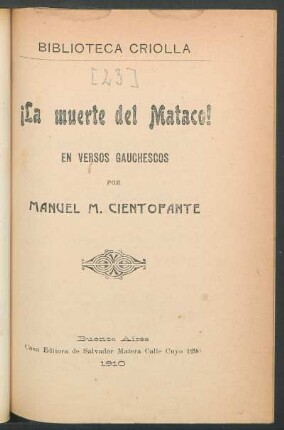 BIBLIOTECA CRIOLLA
[23]
¡La muerte del Mataco!
EN VERSOS GAUCHESCOS
POR
MANUEL M. CIENTOFANTE
Buenos Aires
Casa Editora de Salvador Matera Calle Cuyo
1910